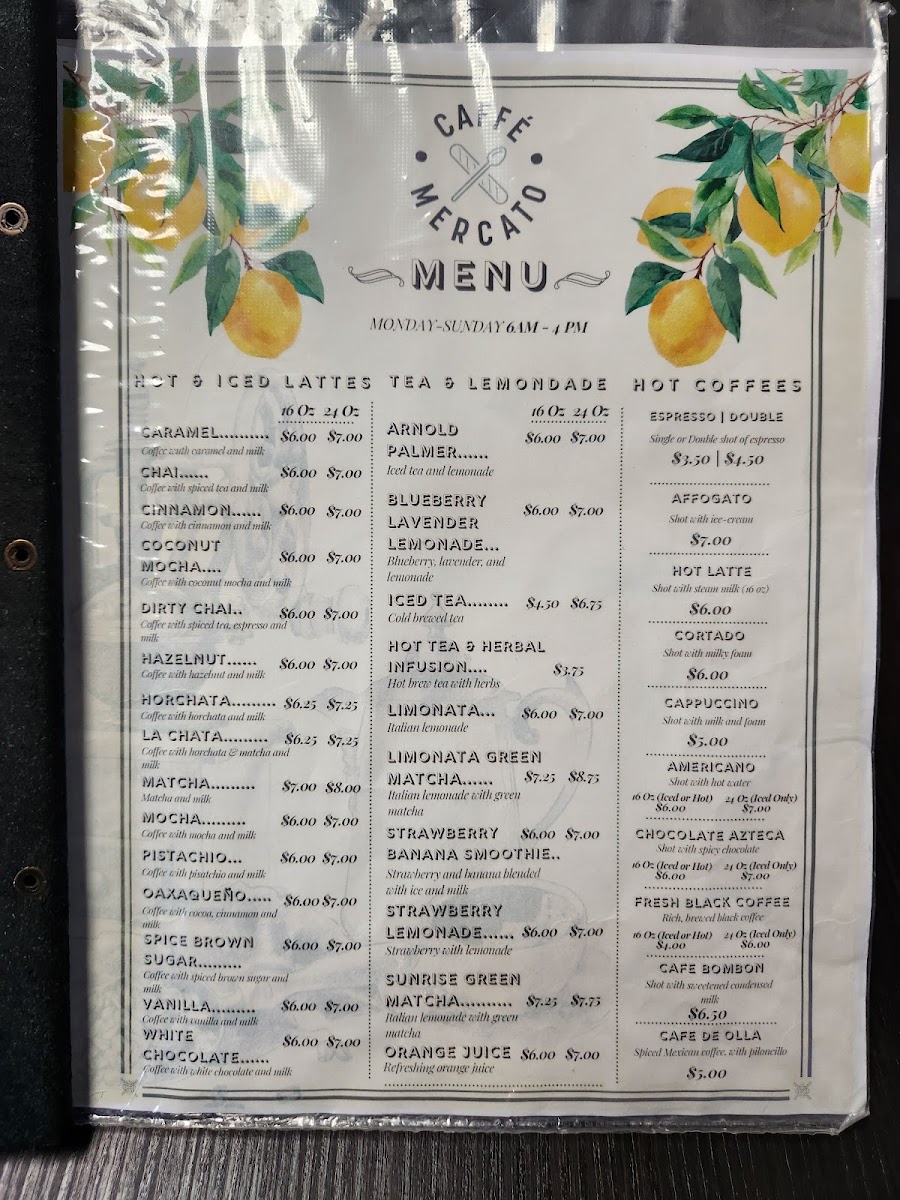 CAFFÉ
MERCATO
MENU
MONDAY-SUNDAY 6AM - 4 PM
HOT & ICED LATTES
16 Oz 24 Oz
CARAMEL.......... $6.00 $7.00
Coffee with caramel and milk
CHAI...... $6.00 $7.00
Coffee with spiced tea and milk
CINNAMON...... $6.00 $7.00
Coffee with cinnamon and milk
COCONUT
MOCHA.... $6.00 $7.00
Coffee with coconut mocha and milk
DIRTY CHAI.. $6.00 $7.00
Coffee with spiced tea, espresso and
milk
HAZELNUT...... $6.00 $7.00
Coffee with hazelnut and milk
HORCHATA......... $6.25 $7.25
Coffee with horchata and milk
LA CHATA......... $6.25 $7.25
Coffee with horchata & matcha and
milk
MATCHA......... $7.00 $8.00
Matcha and milk
MOCHA......... $6.00 $7.00
Coffee with mocha and milk
PISTACHIO... $6.00 $7.00
Coffee with pisatchio and milk
OAXAQUEÑO..... $6.00 $7.00
Coffee with cocoa, cinnamon and
milk
SPICE BROWN $6.00 $7.00
SUGAR.........
Coffee with spiced brown sugar and
milk
VANILLA......... $6.00 $7.00
Coffee with vanilla and milk
WHITE $6.00 $7.00
CHOCOLATE......
Coffee with white chocolate and milk
TEA & LEMONDADE
16 Oz 24 Oz
ARNOLD $6.00 $7.00
PALMER......
Iced tea and lemonade
BLUEBERRY $6.00 $7.00
LAVENDER
LEMONADE...
Blueberry, lavender, and
lemonade
ICED TEA........ $4.50 $6.75
Cold brewed tea
HOT TEA & HERBAL
INFUSION.... $3.75
Hot brew tea with herbs
LIMONATA... $6.00 $7.00
Italian lemonade
LIMONATA GREEN
MATCHA...... $7.25 $8.75
Italian lemonade with green
matcha
STRAWBERRY $6.00 $7.00
BANANA SMOOTHIE..
Strawberry and banana blended
with ice and milk
STRAWBERRY
LEMONADE...... $6.00 $7.00
Strawberry with lemonade
SUNRISE GREEN
MATCHA.......... $7.25 $7.75
Italian lemonade with green
matcha
ORANGE JUICE $6.00 $7.00
Refreshing orange juice
HOT COFFEES
ESPRESSO | DOUBLE
Single or Double shot of espresso
$3.50 | $4.50
AFFOGATO
Shot with ice-cream
$7.00
HOT LATTE
Shot with steam milk (16 oz)
$6.00
CORTADO
Shot with milky foam
$6.00
CAPPUCCINO
Shot with milk and foam
$5.00
AMERICANO
Shot with hot water
16 Oz (Iced or Hot) 24 Oz (Iced Only)
$6.00 $7.00
CHOCOLATE AZTECA
Shot with spicy chocolate
16 Oz (Iced or Hot) 24 Oz (Iced Only)
$6.00 $7.00
FRESH BLACK COFFEE
Rich, brewed black coffee
16 Oz (Iced or Hot) 24 Oz (Iced Only)
$4.00 $6.00
CAFE BOMBON
Shot with sweetened condensed
milk
$6.50
CAFE DE OLLA
Spiced Mexican coffee, with piloncillo
$5.00